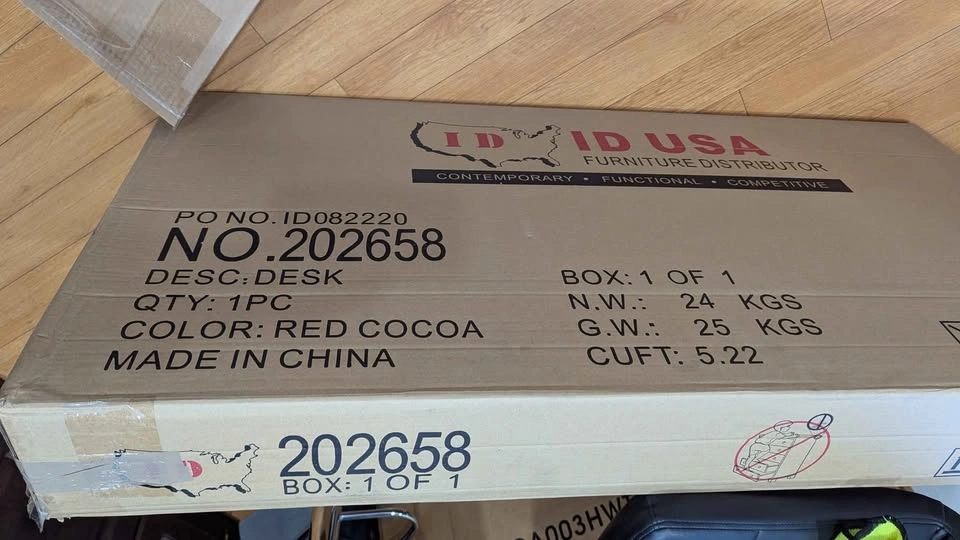 ID
ID USA
FURNITURE DISTRIBUTOR
CONTEMPORARY • FUNCTIONAL • COMPETITIVE
PO NO. ID082220
NO.202658
DESC: DESK
QTY: 1PC
COLOR: RED COCOA
MADE IN CHINA
BOX: 1 OF 1
N.W.: 24 KGS
G.W.: 25 KGS
CUFT: 5.22
202658
BOX: 1 OF 1